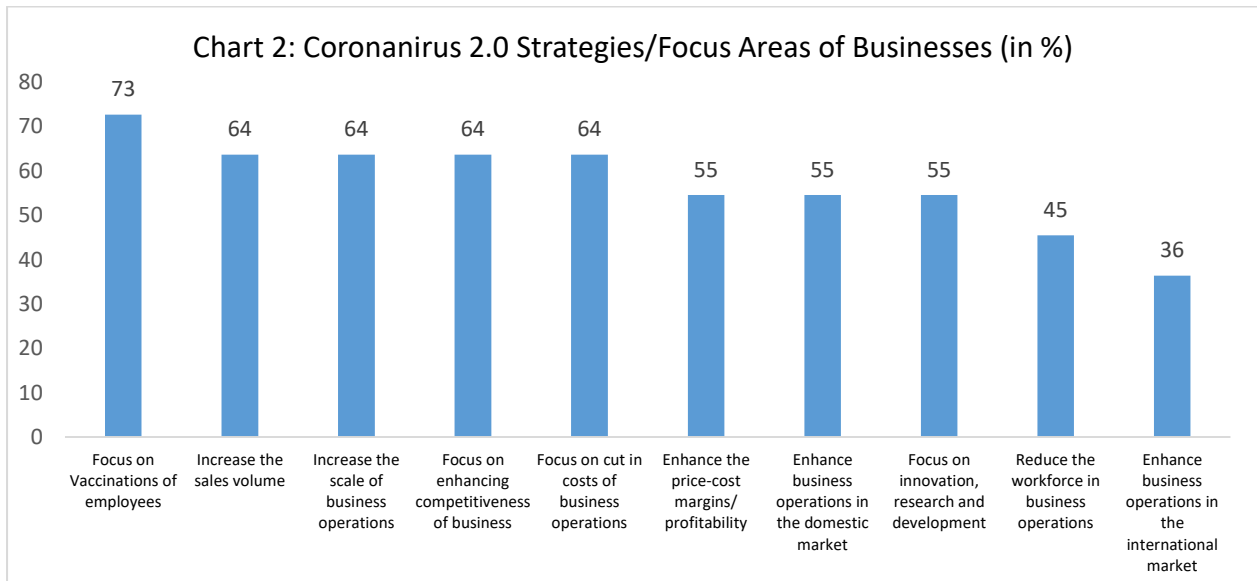 Chart 2: Coronanirus 2.0 Strategies/Focus Areas of Businesses (in %)
80
70
60
50
40
30
20
10
0
73
64
64
64
64
55
55
55
45
36
Focus on
Vaccinations of
employees
Increase the
sales volume
Increase the
scale of
business
operations
Focus on
enhancing
competitiveness
of business
Focus on cut in
costs of
business
operations
Enhance the
price-cost
margins/
profitability
Enhance
business
operations in
the domestic
market
Focus on
innovation,
research and
development
Reduce the
workforce in
business
operations
Enhance
business
operations in
the
international
market